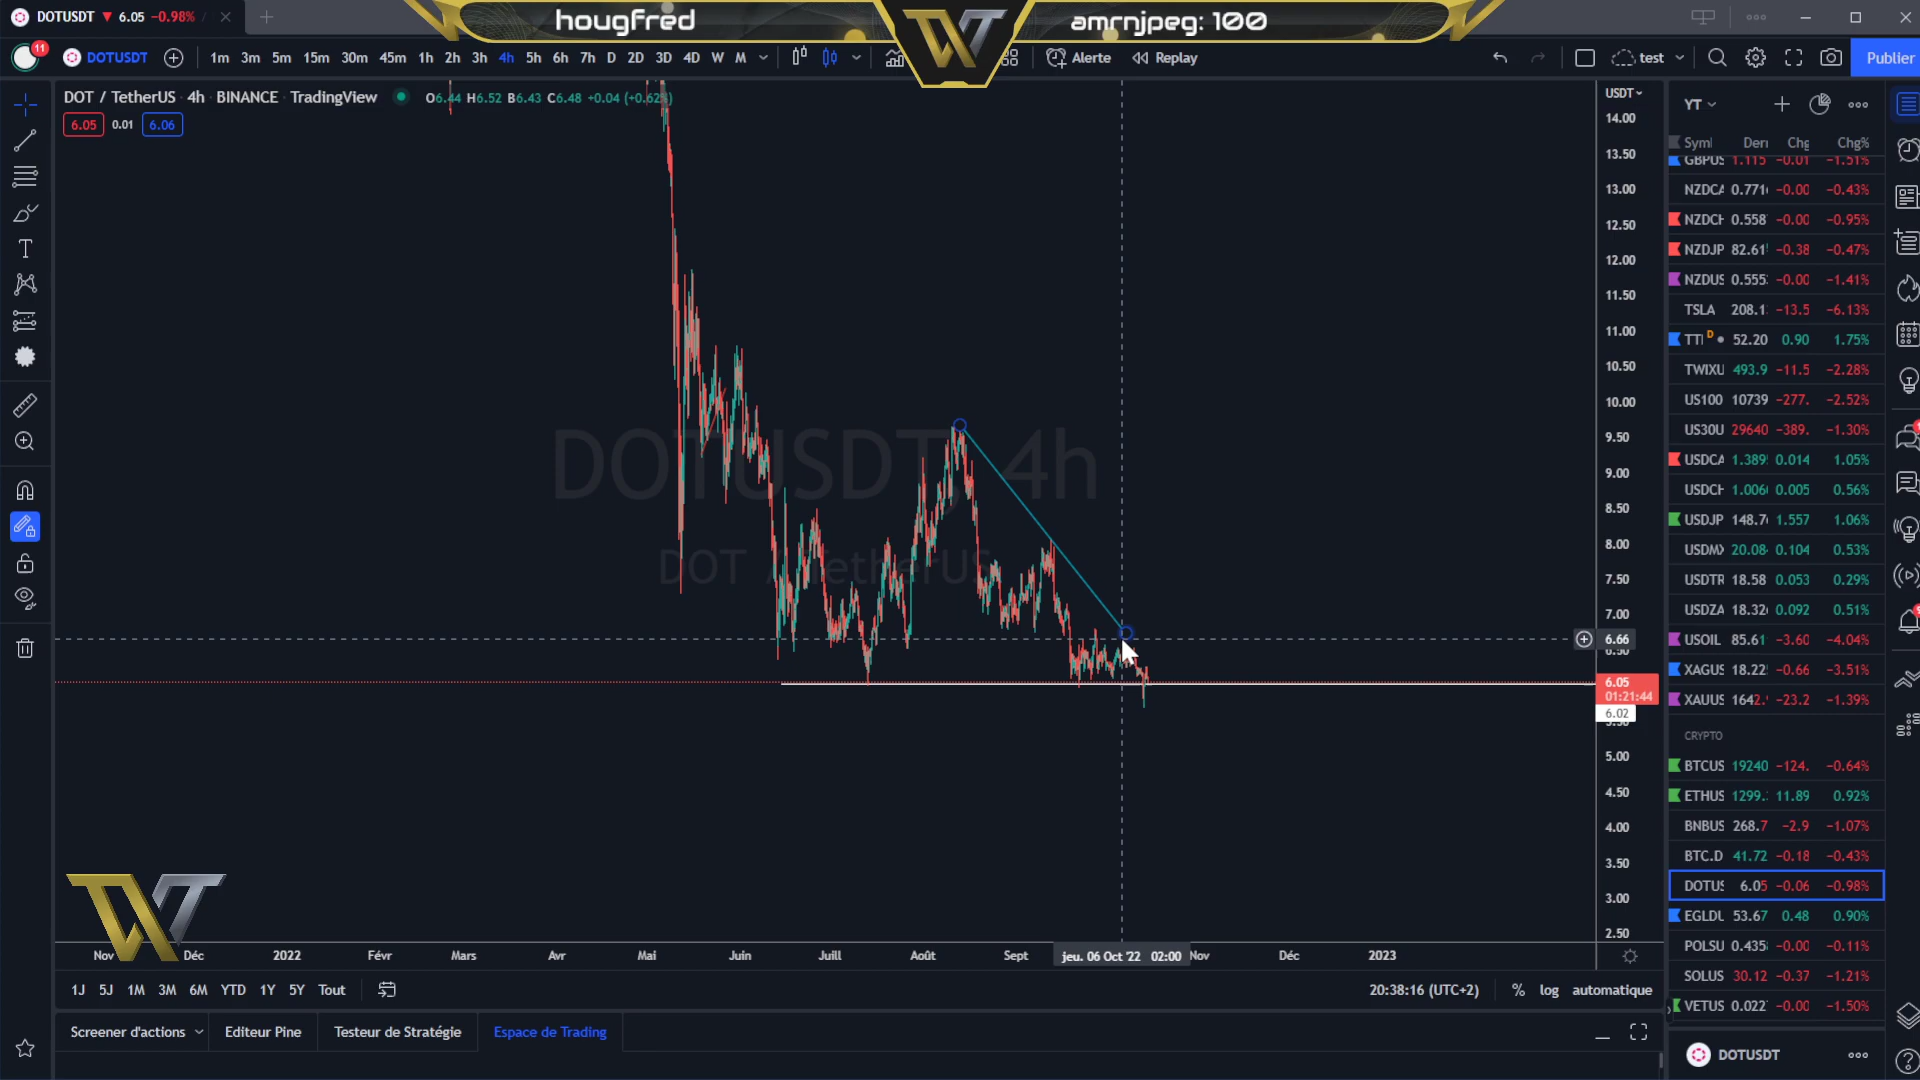 DOTUSDT ▼ 6.05 −0.98% /
hougfred
amrnjpeg: 100
11
DOTUSDT
1m 3m 5m 15m 30m 45m 1h 2h 3h 4h 5h 6h 7h D 2D 3D 4D W M
Alerte
Replay
test
Publier
DOT / TetherUS 4h BINANCE TradingView
O6.44 H6.52 B6.43 C6.48 +0.04 (+0.62%)
6.05 0.01 6.06
USDT
14.00
13.50
13.00
12.50
12.00
11.50
11.00
10.50
10.00
9.50
9.00
8.50
8.00
7.50
7.00
6.66
6.50
6.05
01:21:44
6.02
5.00
4.50
4.00
3.50
3.00
2.50
DOTUSDT, 4h
DOT / TetherUS
YT
Symb Chg Chg%
GBPUS 1.115 −0.01 −1.51%
NZDCA 0.771 −0.00 −0.43%
NZDCH 0.558 −0.00 −0.95%
NZDJP 82.61 −0.38 −0.47%
NZDUS 0.555 −0.00 −1.41%
TSLA 208.1 −13.5 −6.13%
TTI D 52.20 0.90 1.75%
TWIXU 493.9 −11.5 −2.28%
US100 10739 −277. −2.52%
US30U 29640 −389. −1.30%
USDCA 1.389 0.014 1.05%
USDCH 1.006 0.005 0.56%
USDJP 148.7 1.557 1.06%
USDMX 20.08 0.104 0.53%
USDTR 18.58 0.053 0.29%
USDZA 18.32 0.092 0.51%
USOIL 85.61 −3.60 −4.04%
XAGUS 18.22 −0.66 −3.51%
XAUUS 1642. −23.2 −1.39%
CRYPTO
BTCUS 19240 −124. −0.64%
ETHUS 1299. 11.89 0.92%
BNBUS 268.7 −2.9 −1.07%
BTC.D 41.72 −0.18 −0.43%
DOTUS 6.05 −0.06 −0.98%
EGLDU 53.67 0.48 0.90%
POLSU 0.435 −0.00 −0.11%
SOLUS 30.12 −0.37 −1.21%
VETUS 0.022 −0.00 −1.50%
Nov Déc 2022 Févr Mars Avr Mai Juin Juill Août Sept jeu. 06 Oct '22 02:00 Nov Déc 2023
1J 5J 1M 3M 6M YTD 1Y 5Y Tout
20:38:16 (UTC+2) % log automatique
Screener d'actions Editeur Pine Testeur de Stratégie Espace de Trading
DOTUSDT